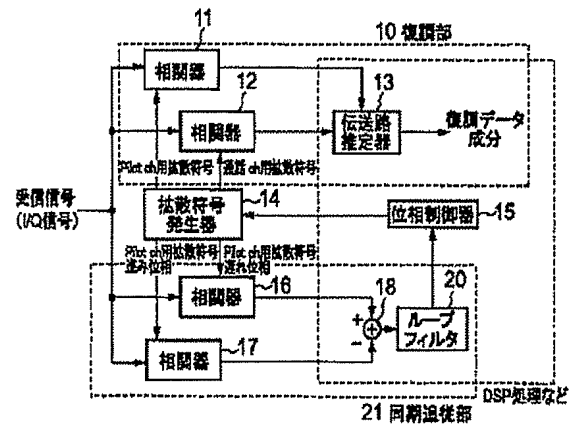 11
10 復調部
相関器
12
13
相関器
伝送路
推定器
復調データ
成分
Pilot ch用拡散符号
通話 ch用拡散符号
受信信号
(I/Q信号)
拡散符号
発生器
14
位相制御器
15
Pilot ch用拡散符号
進み位相
Pilot ch用拡散符号
遅れ位相
相関器
16
18
20
+
−
ループ
フィルタ
相関器
17
DSP処理など
21 同期追従部